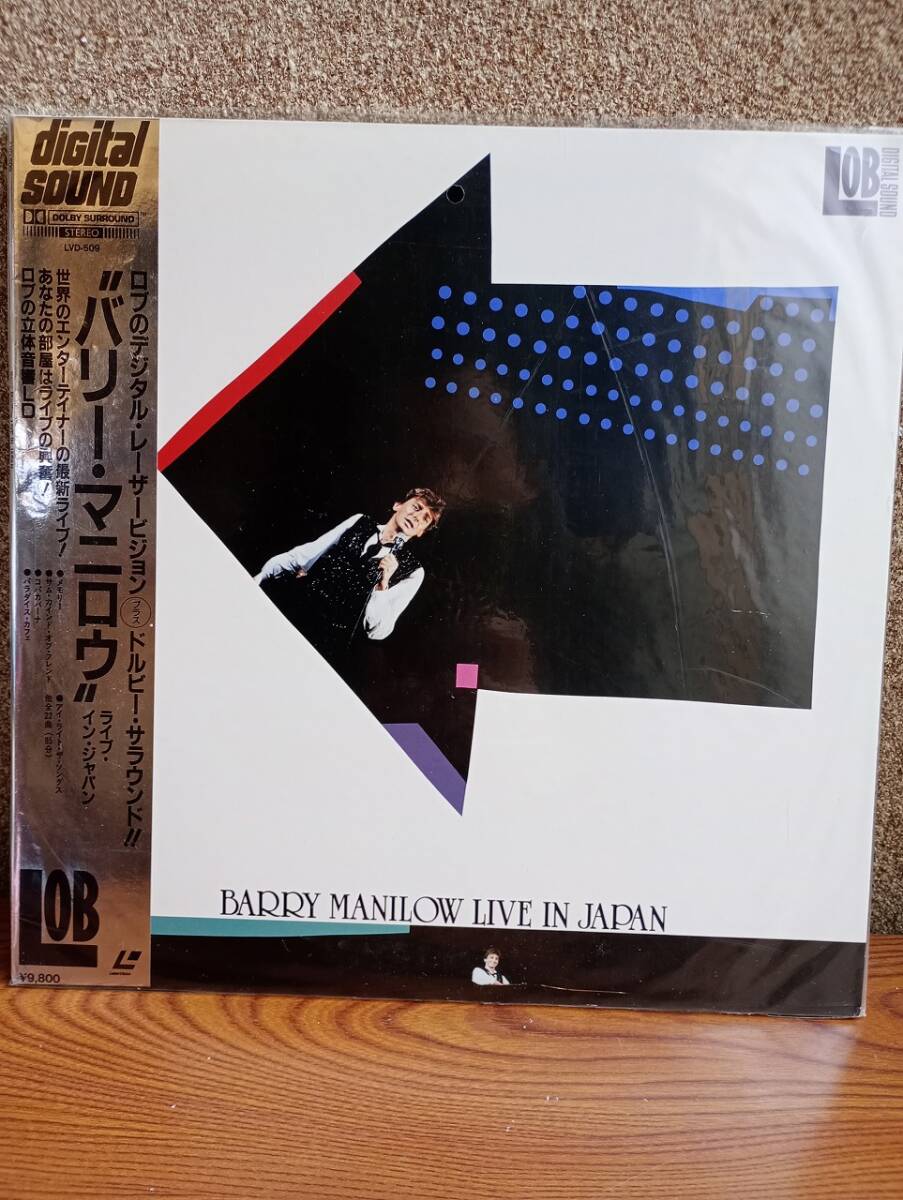 digital
SOUND
DOLBY SURROUND
STEREO
LVD-509
ロブのデジタル・レーザービジョン プラス ドルビー・サラウンド!!
“バリー・マニロウ”
ライブ・
イン・ジャパン
世界のエンターテイナーの最新ライブ!
あなたの部屋はライブの興奮!
ロブの立体音響LD
●メモリー
●サム・カインド・オブ・フレンド
●コパカバーナ
●パラダイス・カフェ
●アイ・ライト・ザ・ソングス
他全22曲(85分)
LOB
¥9,800
LOB
DIGITAL SOUND
BARRY MANILOW LIVE IN JAPAN